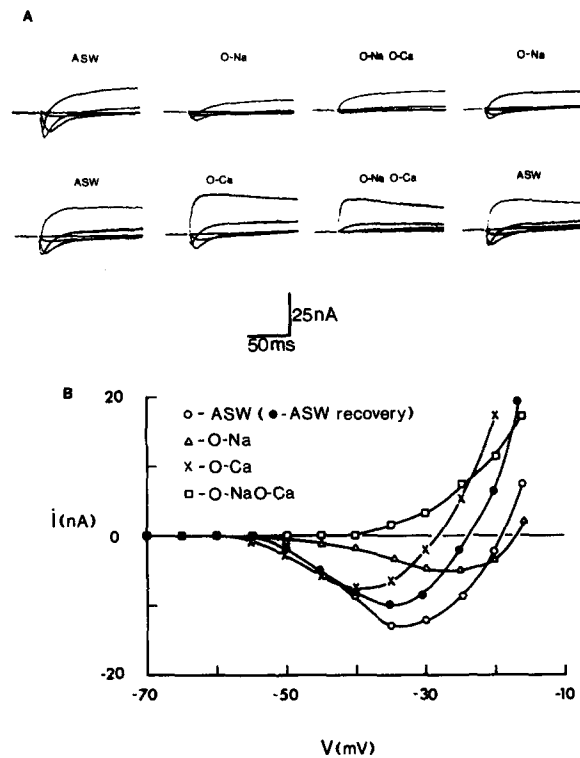 A
ASW O-Na O-Na O-Ca O-Na
ASW O-Ca O-Na O-Ca ASW
25nA
50ms
B
20
o - ASW ( ● - ASW recovery)
△ - O-Na
x - O-Ca
□ - O-NaO-Ca
i(nA)
0
-20
-70 -50 -30 -10
V(mV)